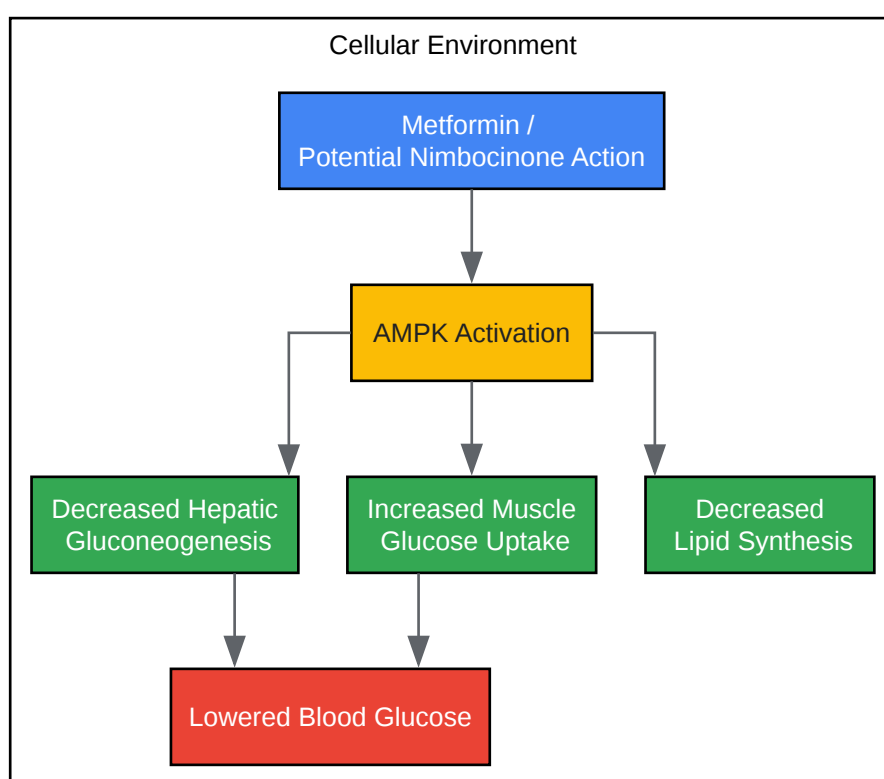 Cellular Environment
Metformin /
Potential Nimbocinone Action
AMPK Activation
Decreased Hepatic
Gluconeogenesis
Increased Muscle
Glucose Uptake
Decreased
Lipid Synthesis
Lowered Blood Glucose